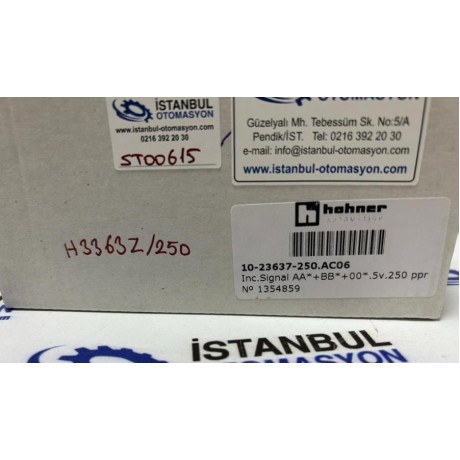 İSTANBUL
OTOMASYON
0216 392 20 30
www.istanbul-otomasyon.com
ST00615
OTOMASYON
Güzelyalı Mh. Tebessüm Sk. No:5/A
Pendik/İST. Tel: 0216 392 20 30
e-mail: info@istanbul-otomasyon.com
www.istanbul-otomasyon.com
H3363Z/250
hohner
10-23637-250.AC06
Inc.Signal AA"+BB"+00".5v.250 ppr
Nº 1354859
İSTANBUL
OTOMASYON